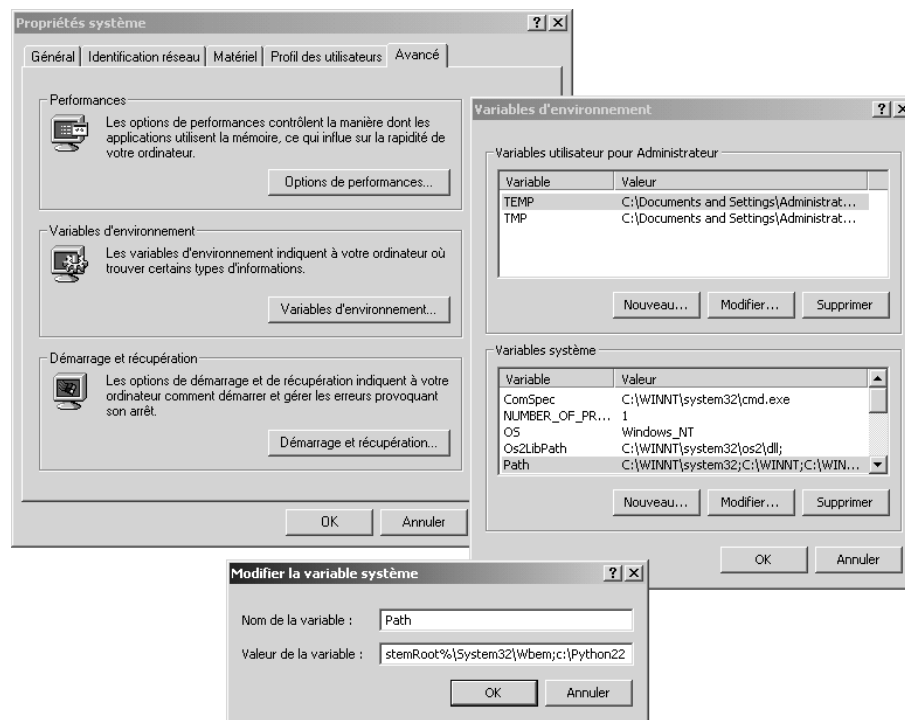 Propriétés système
Général Identification réseau Matériel Profil des utilisateurs Avancé
Performances
Les options de performances contrôlent la manière dont les
applications utilisent la mémoire, ce qui influe sur la rapidité de
votre ordinateur.
Options de performances...
Variables d'environnement
Les variables d'environnement indiquent à votre ordinateur où
trouver certains types d'informations.
Variables d'environnement...
Démarrage et récupération
Les options de démarrage et de récupération indiquent à votre
ordinateur comment démarrer et gérer les erreurs provoquant
son arrêt.
Démarrage et récupération...
OK Annuler
Variables d'environnement
Variables utilisateur pour Administrateur
Variable Valeur
TEMP C:\Documents and Settings\Administrat...
TMP C:\Documents and Settings\Administrat...
Nouveau... Modifier... Supprimer
Variables système
Variable Valeur
ComSpec C:\WINNT\system32\cmd.exe
NUMBER_OF_PR... 1
OS Windows_NT
Os2LibPath C:\WINNT\system32\os2\dll;
Path C:\WINNT\system32;C:\WINNT;C:\WIN...
Nouveau... Modifier... Supprimer
OK Annuler
Modifier la variable système
Nom de la variable : Path
Valeur de la variable : stemRoot%\System32\Wbem;c:\Python22
OK Annuler